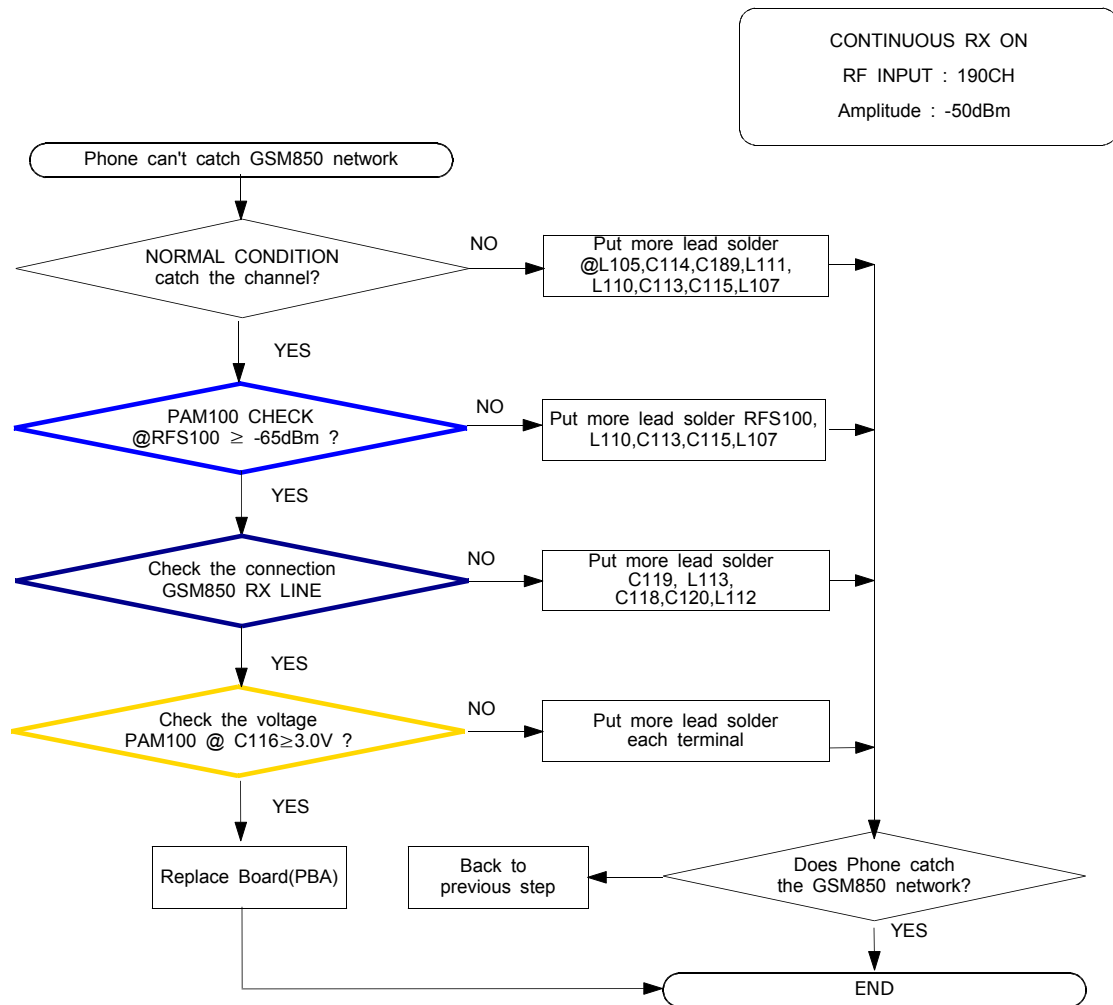 CONTINUOUS RX ON
RF INPUT : 190CH
Amplitude : -50dBm
Phone can't catch GSM850 network
NORMAL CONDITION
catch the channel?
NO
Put more lead solder
@L105,C114,C189,L111,
L110,C113,C115,L107
YES
PAM100 CHECK
@RFS100 ≥ -65dBm ?
NO
Put more lead solder RFS100,
L110,C113,C115,L107
YES
Check the connection
GSM850 RX LINE
NO
Put more lead solder
C119, L113,
C118,C120,L112
YES
Check the voltage
PAM100 @ C116≥3.0V ?
NO
Put more lead solder
each terminal
YES
Replace Board(PBA)
Back to
previous step
Does Phone catch
the GSM850 network?
YES
END